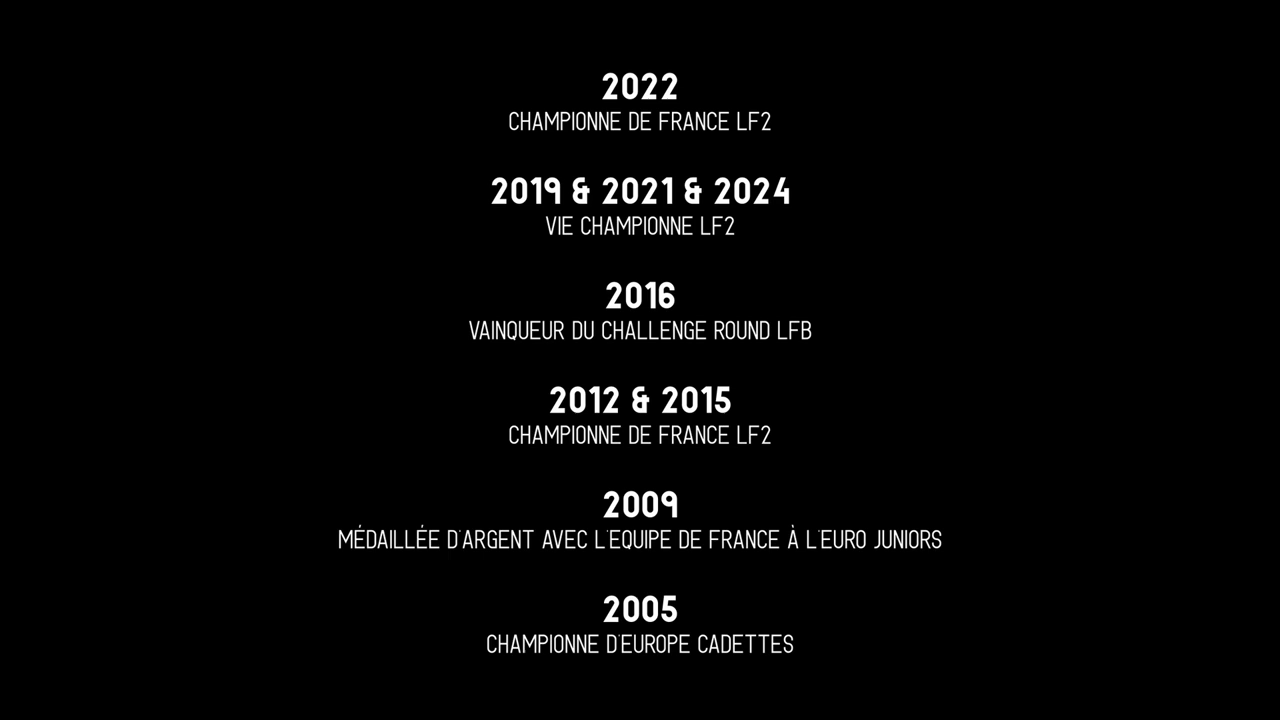 2022
CHAMPIONNE DE FRANCE LF2
2019 & 2021 & 2024
VIE CHAMPIONNE LF2
2016
VAINQUEUR DU CHALLENGE ROUND LFB
2012 & 2015
CHAMPIONNE DE FRANCE LF2
2009
MÉDAILLÉE D'ARGENT AVEC L'EQUIPE DE FRANCE À L'EURO JUNIORS
2005
CHAMPIONNE D'EUROPE CADETTES